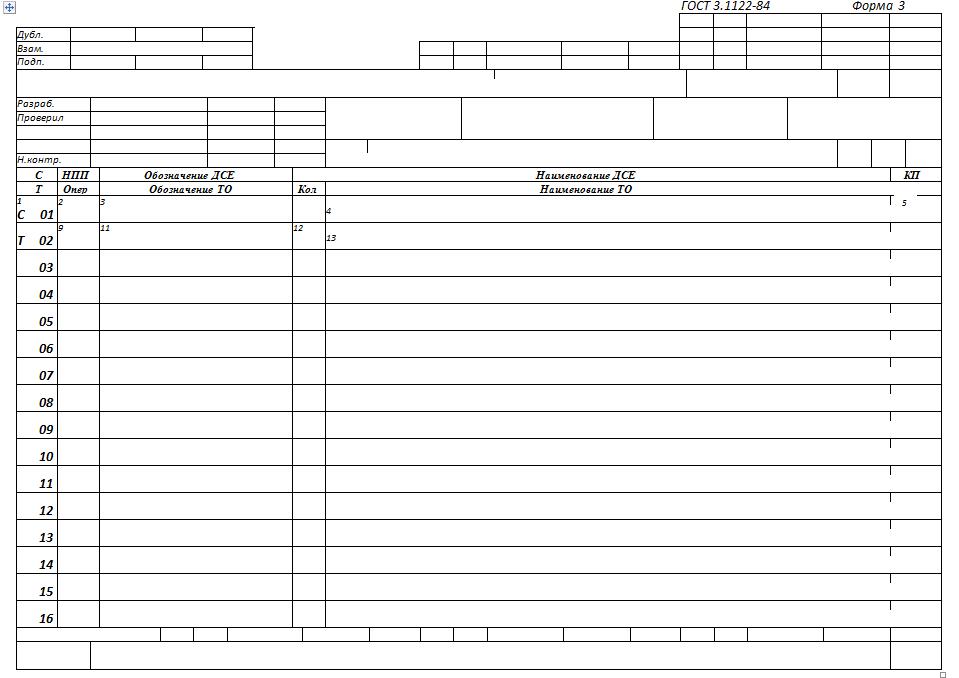 ГОСТ 3.1122-84 Форма 3
Дубл.
Взам.
Подп.
Разраб.
Проверил
Н.контр.
С НПП Обозначение ДСЕ Наименование ДСЕ КП
Т Опер Обозначение ТО Кол Наименование ТО
1 2 3 5
С 01 4
9 11 12
Т 02 13
03
04
05
06
07
08
09
10
11
12
13
14
15
16